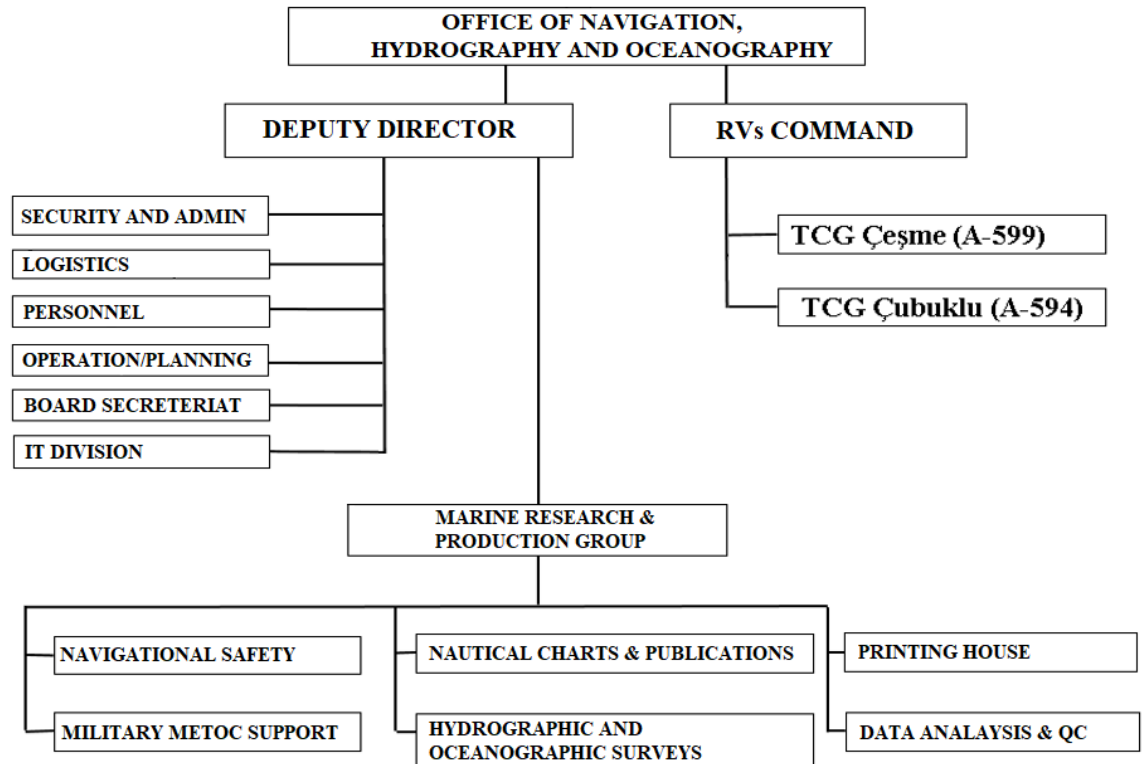 OFFICE OF NAVIGATION,
HYDROGRAPHY AND OCEANOGRAPHY
DEPUTY DIRECTOR
RVs COMMAND
SECURITY AND ADMIN
LOGISTICS
PERSONNEL
OPERATION/PLANNING
BOARD SECRETERIAT
IT DIVISION
TCG Çeşme (A-599)
TCG Çubuklu (A-594)
MARINE RESEARCH &
PRODUCTION GROUP
NAVIGATIONAL SAFETY
MILITARY METOC SUPPORT
NAUTICAL CHARTS & PUBLICATIONS
HYDROGRAPHIC AND
OCEANOGRAPHIC SURVEYS
PRINTING HOUSE
DATA ANALAYSIS & QC